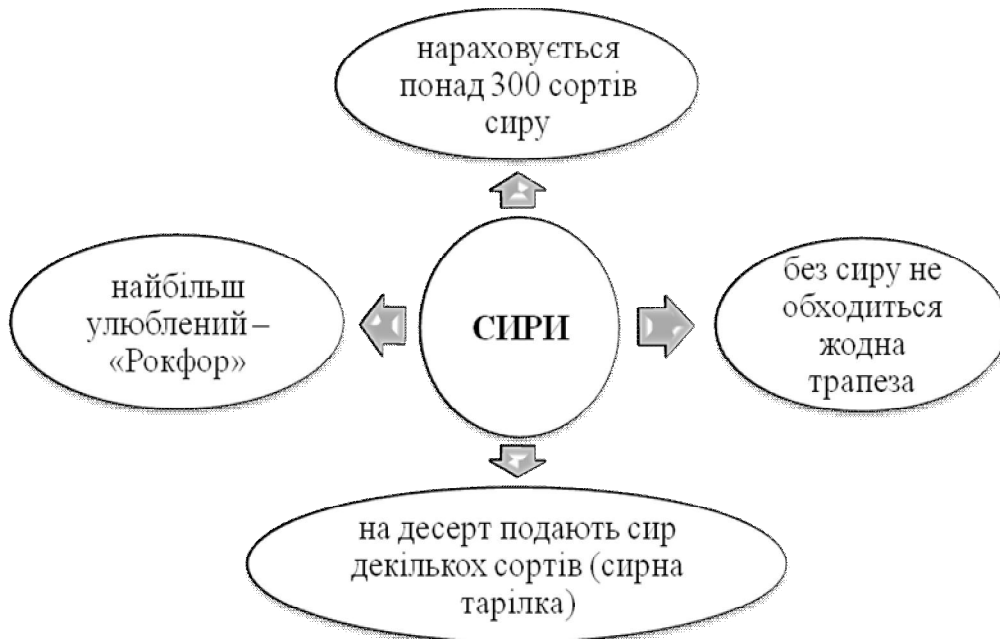 нараховується
понад 300 сортів
сиру
найбільш
улюблений –
«Рокфор»
СИРИ
без сиру не
обходиться
жодна
трапеза
на десерт подають сир
декількох сортів (сирна
тарілка)